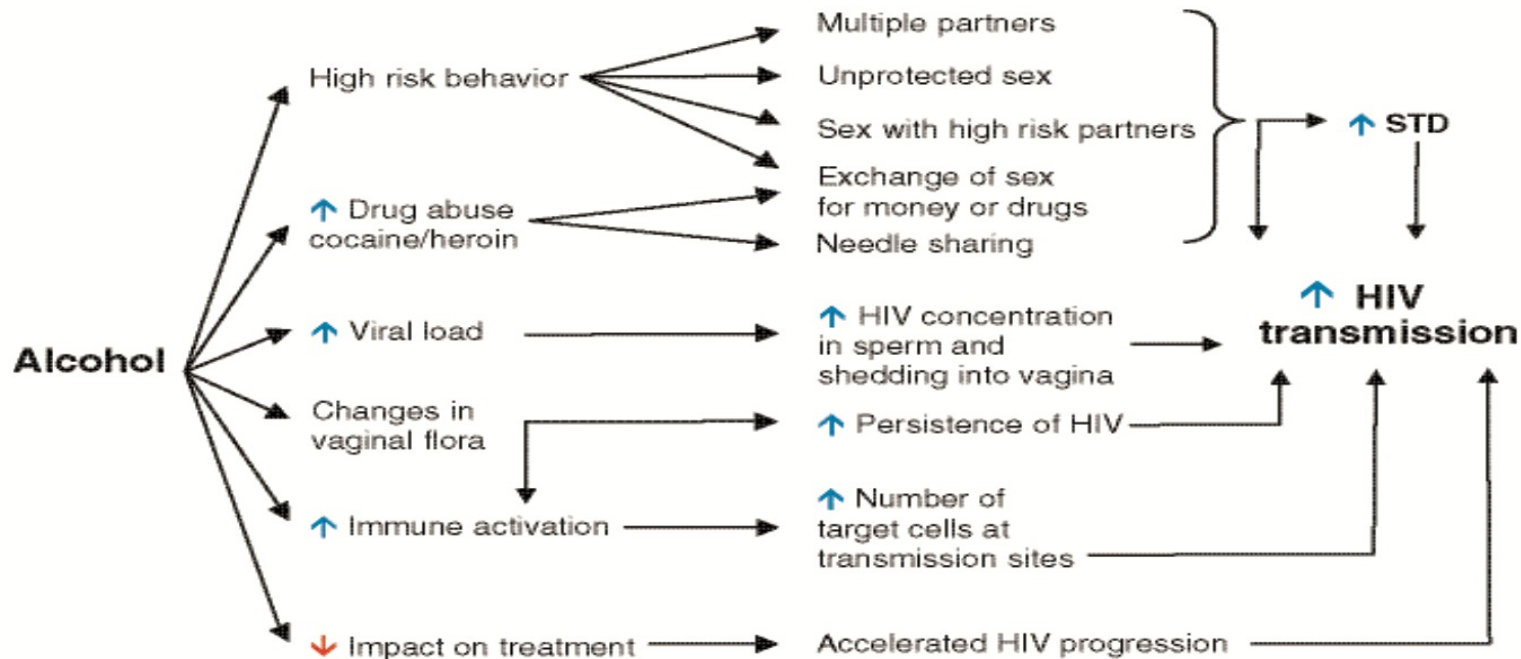 Alcohol
High risk behavior
↑ Drug abuse
cocaine/heroin
↑ Viral load
Changes in
vaginal flora
↑ Immune activation
↓ Impact on treatment
Multiple partners
Unprotected sex
Sex with high risk partners
Exchange of sex
for money or drugs
Needle sharing
↑ HIV concentration
in sperm and
shedding into vagina
↑ Persistence of HIV
↑ Number of
target cells at
transmission sites
Accelerated HIV progression
↑ STD
↑ HIV
transmission